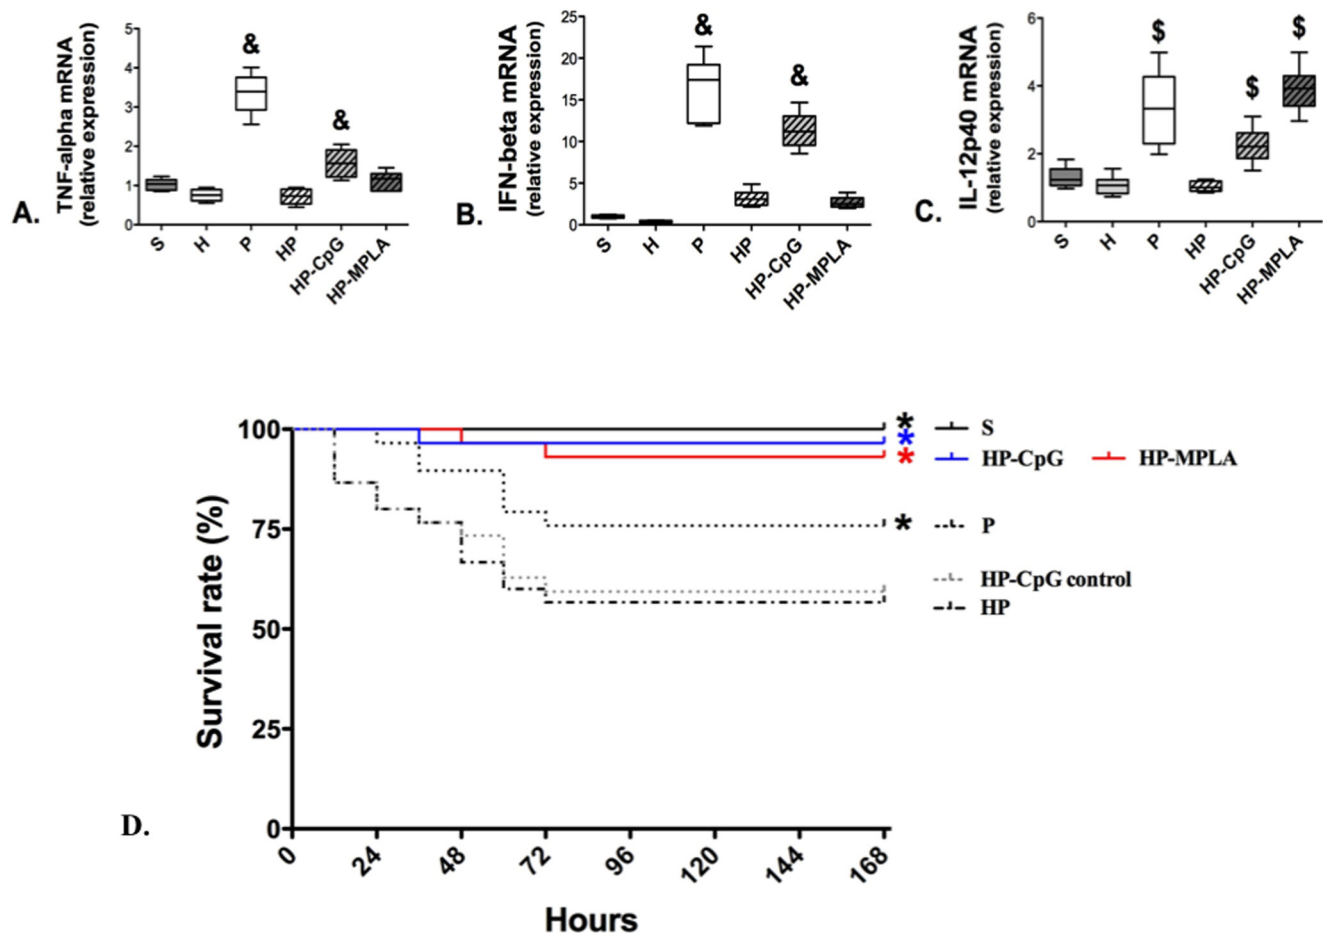 A.
TNF-alpha mRNA
(relative expression)
5
4
3
2
1
0
&
&
S
H
P
HP
HP-CpG
HP-MPLA
B.
IFN-beta mRNA
(relative expression)
25
20
15
10
5
0
&
&
S
H
P
HP
HP-CpG
HP-MPLA
C.
IL-12p40 mRNA
(relative expression)
6
4
2
0
$
$
$
S
H
P
HP
HP-CpG
HP-MPLA
D.
Survival rate (%)
100
75
50
25
0
0
24
48
72
96
120
144
168
Hours
* S
* HP-CpG
* HP-MPLA
* P
HP-CpG control
HP